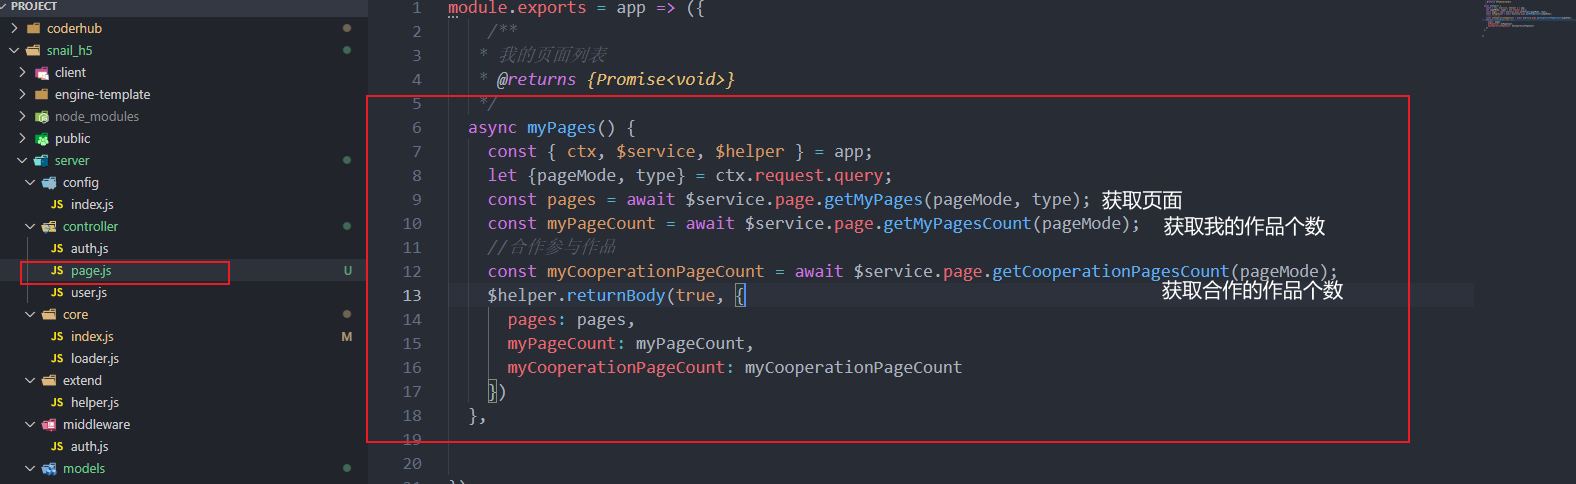 PROJECT
coderhub
snail_h5
client
engine-template
node_modules
public
server
config
JS index.js
controller
JS auth.js
JS page.js U
JS user.js
core
JS index.js M
JS loader.js
extend
JS helper.js
middleware
JS auth.js
models
1 module.exports = app => ({
2 /**
3 * 我的页面列表
4 * @returns {Promise<void>}
5 */
6 async myPages() {
7 const { ctx, $service, $helper } = app;
8 let {pageMode, type} = ctx.request.query;
9 const pages = await $service.page.getMyPages(pageMode, type); 获取页面
10 const myPageCount = await $service.page.getMyPagesCount(pageMode); 获取我的作品个数
11 //合作参与作品
12 const myCooperationPageCount = await $service.page.getCooperationPagesCount(pageMode);
13 $helper.returnBody(true, { 获取合作的作品个数
14 pages: pages,
15 myPageCount: myPageCount,
16 myCooperationPageCount: myCooperationPageCount
17 })
18 },
19
20